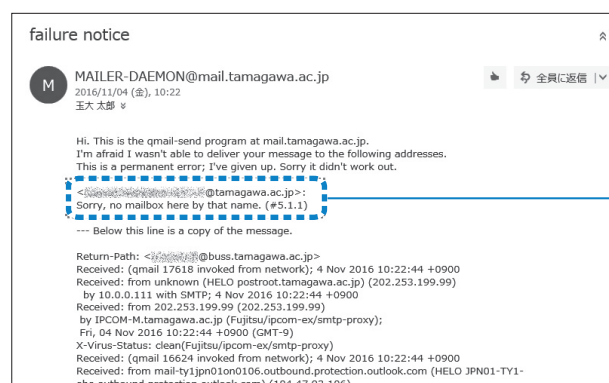 failure notice
M
MAILER-DAEMON@mail.tamagawa.ac.jp
全員に返信
2016/11/04 (金), 10:22
玉大 太郎
Hi. This is the qmail-send program at mail.tamagawa.ac.jp.
I'm afraid I wasn't able to deliver your message to the following addresses.
This is a permanent error; I've given up. Sorry it didn't work out.
< @tamagawa.ac.jp>:
Sorry, no mailbox here by that name. (#5.1.1)
--- Below this line is a copy of the message.
Return-Path: < @buss.tamagawa.ac.jp>
Received: (qmail 17618 invoked from network); 4 Nov 2016 10:22:44 +0900
Received: from unknown (HELO postroot.tamagawa.ac.jp) (202.253.199.99)
by 10.0.0.111 with SMTP; 4 Nov 2016 10:22:44 +0900
Received: from 202.253.199.99 (202.253.199.99)
by IPCOM-M.tamagawa.ac.jp (Fujitsu/ipcom-ex/smtp-proxy);
Fri, 04 Nov 2016 10:22:44 +0900 (GMT-9)
X-Virus-Status: clean(Fujitsu/ipcom-ex/smtp-proxy)
Received: (qmail 16624 invoked from network); 4 Nov 2016 10:22:44 +0900
Received: from mail-ty1jpn01on0106.outbound.protection.outlook.com (HELO JPN01-TY1-